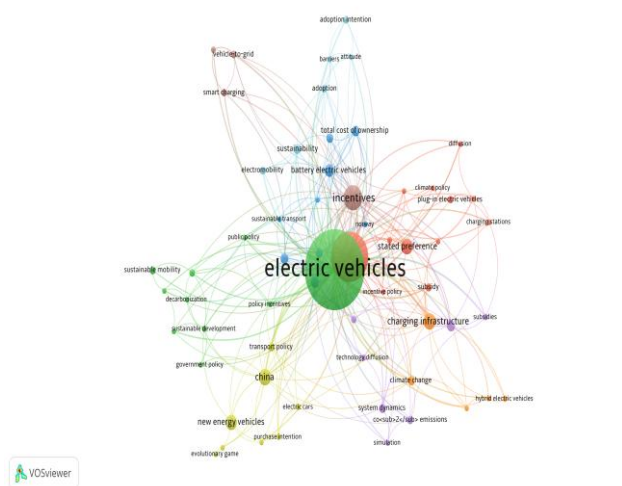 adoption intention
vehicle-to-grid
barriers
attitude
smart charging
adoption
total cost of ownership
sustainability
diffusion
electromobility
battery electric vehicles
climate policy
incentives
plug-in electric vehicles
sustainable transport
norway
charging stations
public policy
stated preference
sustainable mobility
electric vehicles
decarbonization
incentive policy
subsidy
policy incentives
subsidies
charging infrastructure
sustainable development
transport policy
technology diffusion
government policy
china
climate change
hybrid electric vehicles
electric cars
system dynamics
new energy vehicles
co<sub>2</sub> emissions
purchase intention
simulation
evolutionary game
VOSviewer